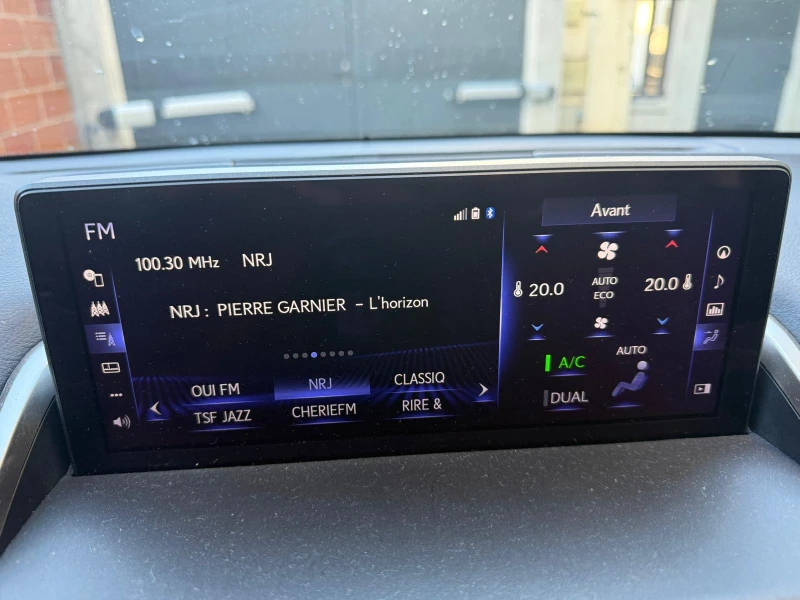 FM
100.30 MHz NRJ
NRJ : PIERRE GARNIER - L'horizon
OUI FM NRJ CLASSIQ
TSF JAZZ CHERIEFM RIRE &
Avant
20.0 AUTO ECO 20.0
A/C AUTO
DUAL